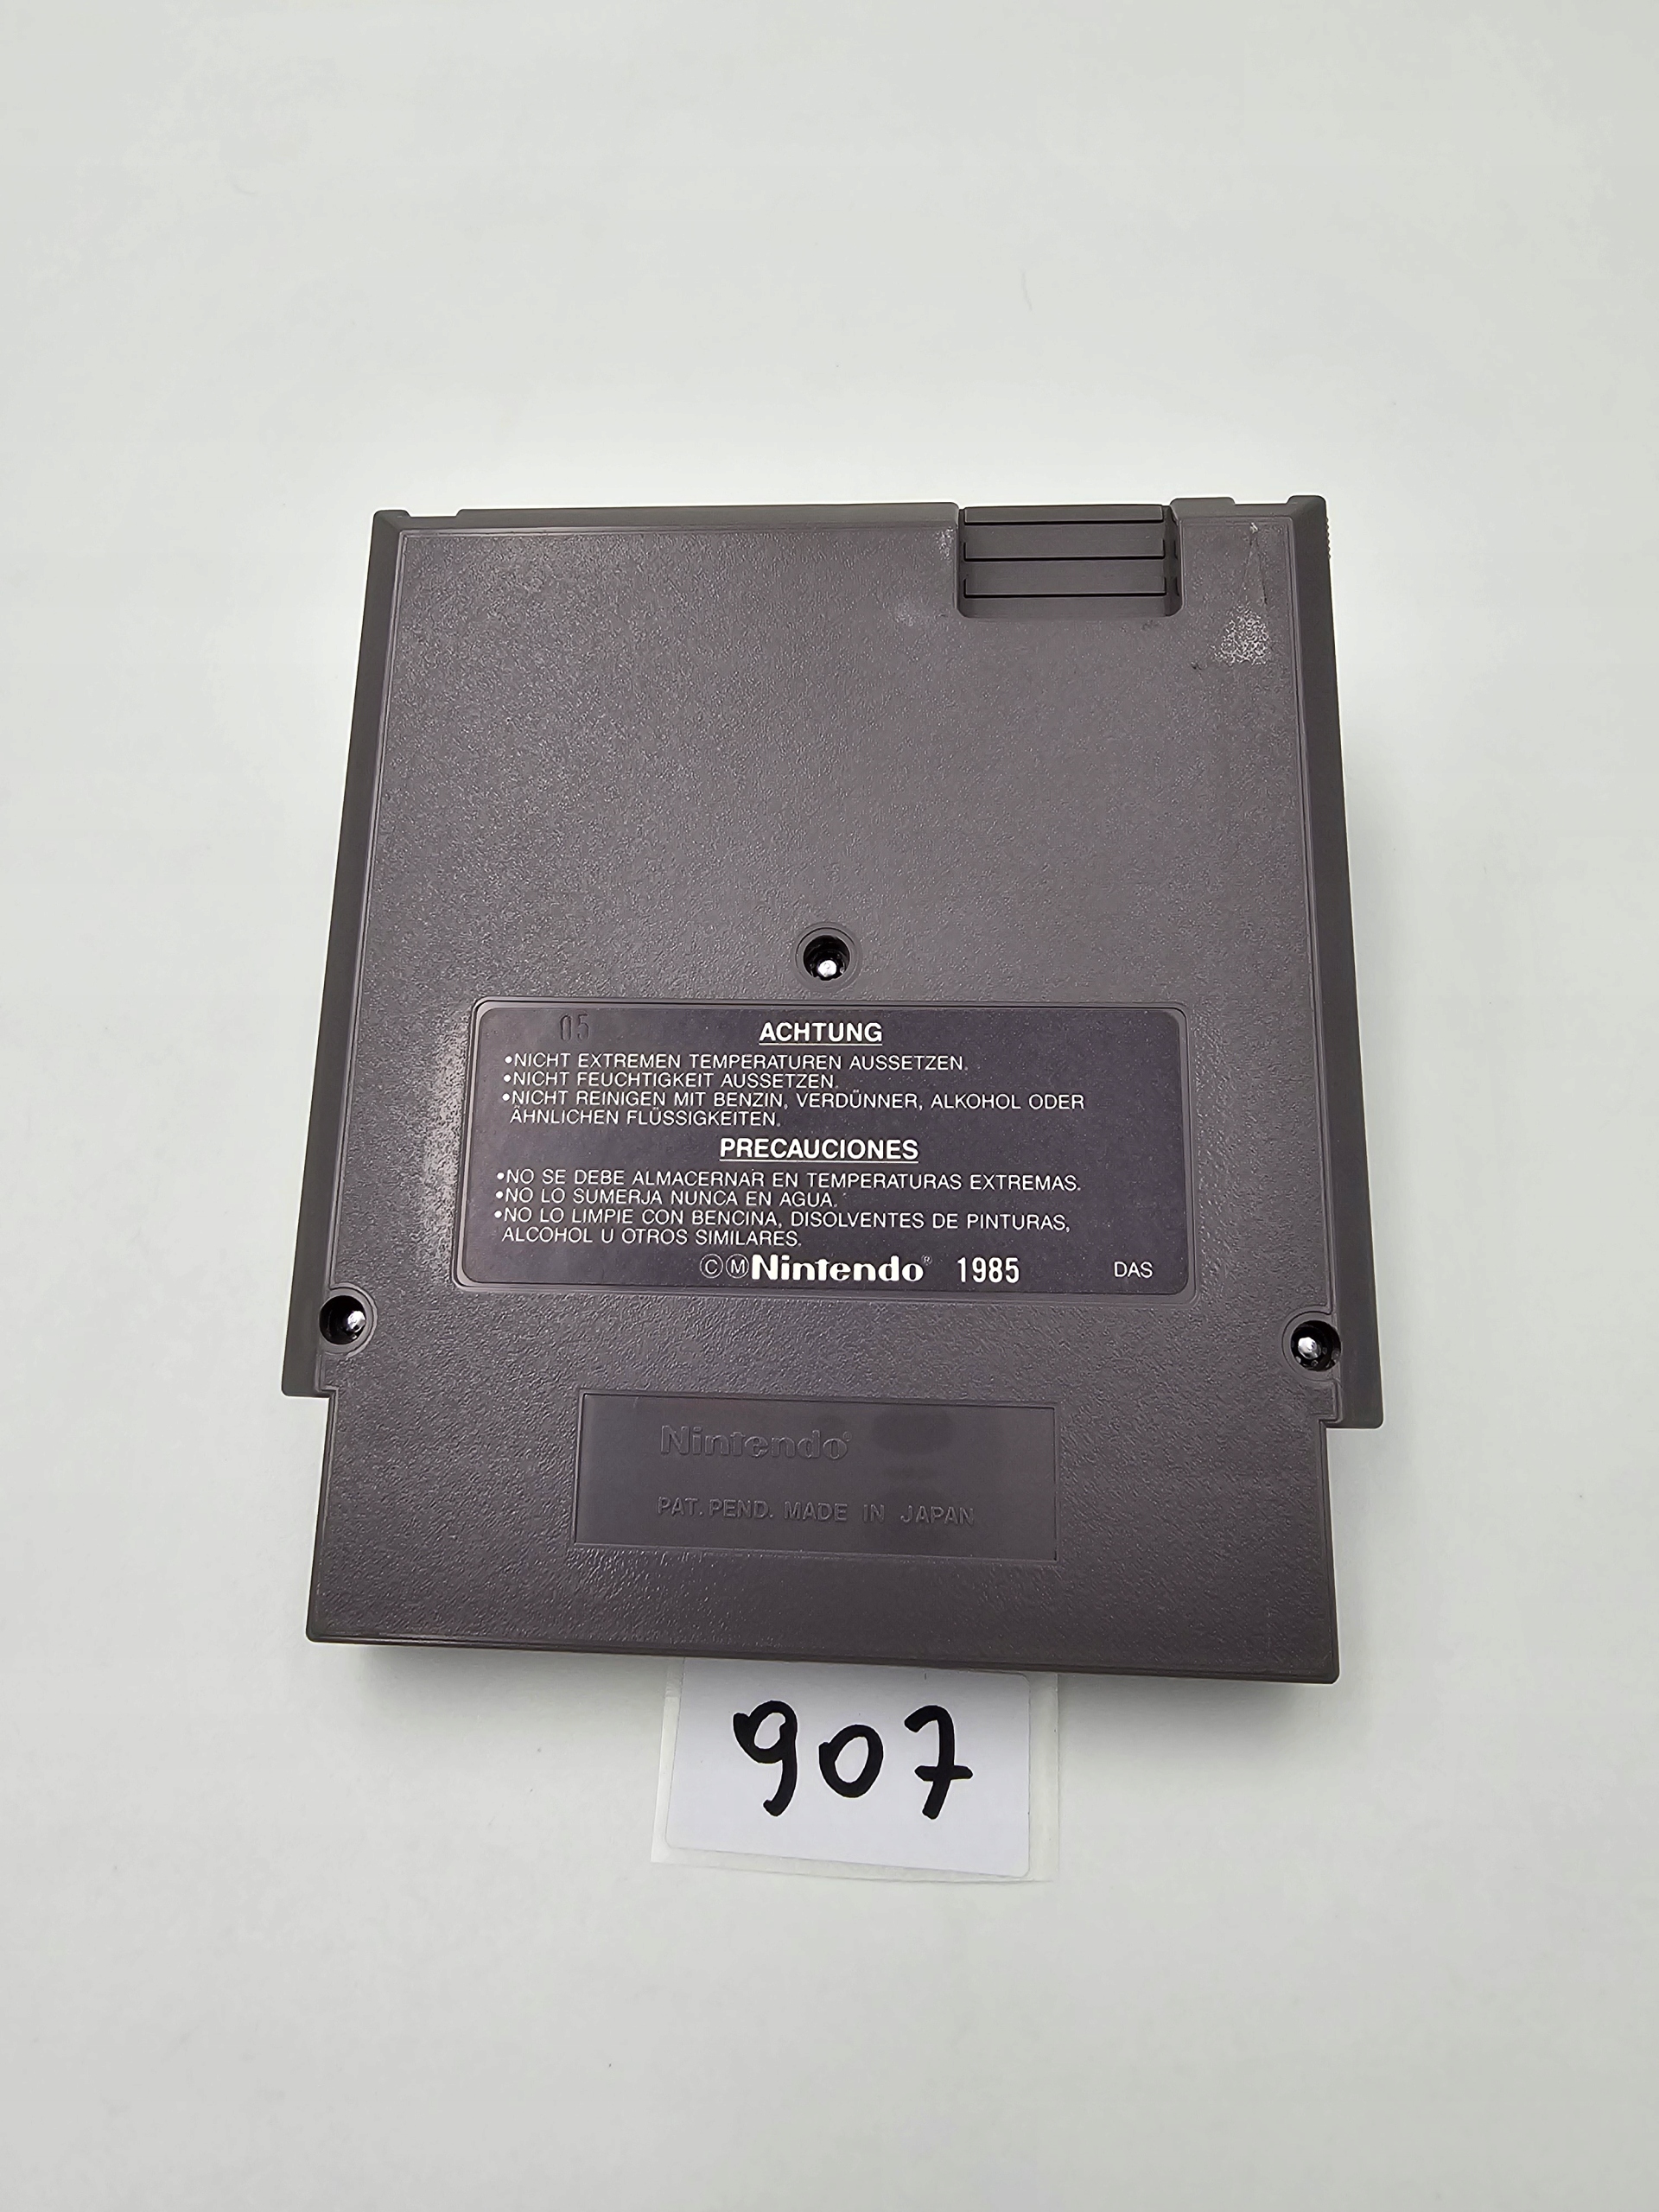 05
ACHTUNG
•NICHT EXTREMEN TEMPERATUREN AUSSETZEN.
•NICHT FEUCHTIGKEIT AUSSETZEN.
•NICHT REINIGEN MIT BENZIN, VERDÜNNER, ALKOHOL ODER
ÄHNLICHEN FLÜSSIGKEITEN.
PRECAUCIONES
•NO SE DEBE ALMACERNAR EN TEMPERATURAS EXTREMAS.
•NO LO SUMERJA NUNCA EN AGUA.
•NO LO LIMPIE CON BENCINA, DISOLVENTES DE PINTURAS,
ALCOHOL U OTROS SIMILARES.
ⒸⓂNintendo® 1985 DAS
Nintendo®
PAT. PEND. MADE IN JAPAN
907